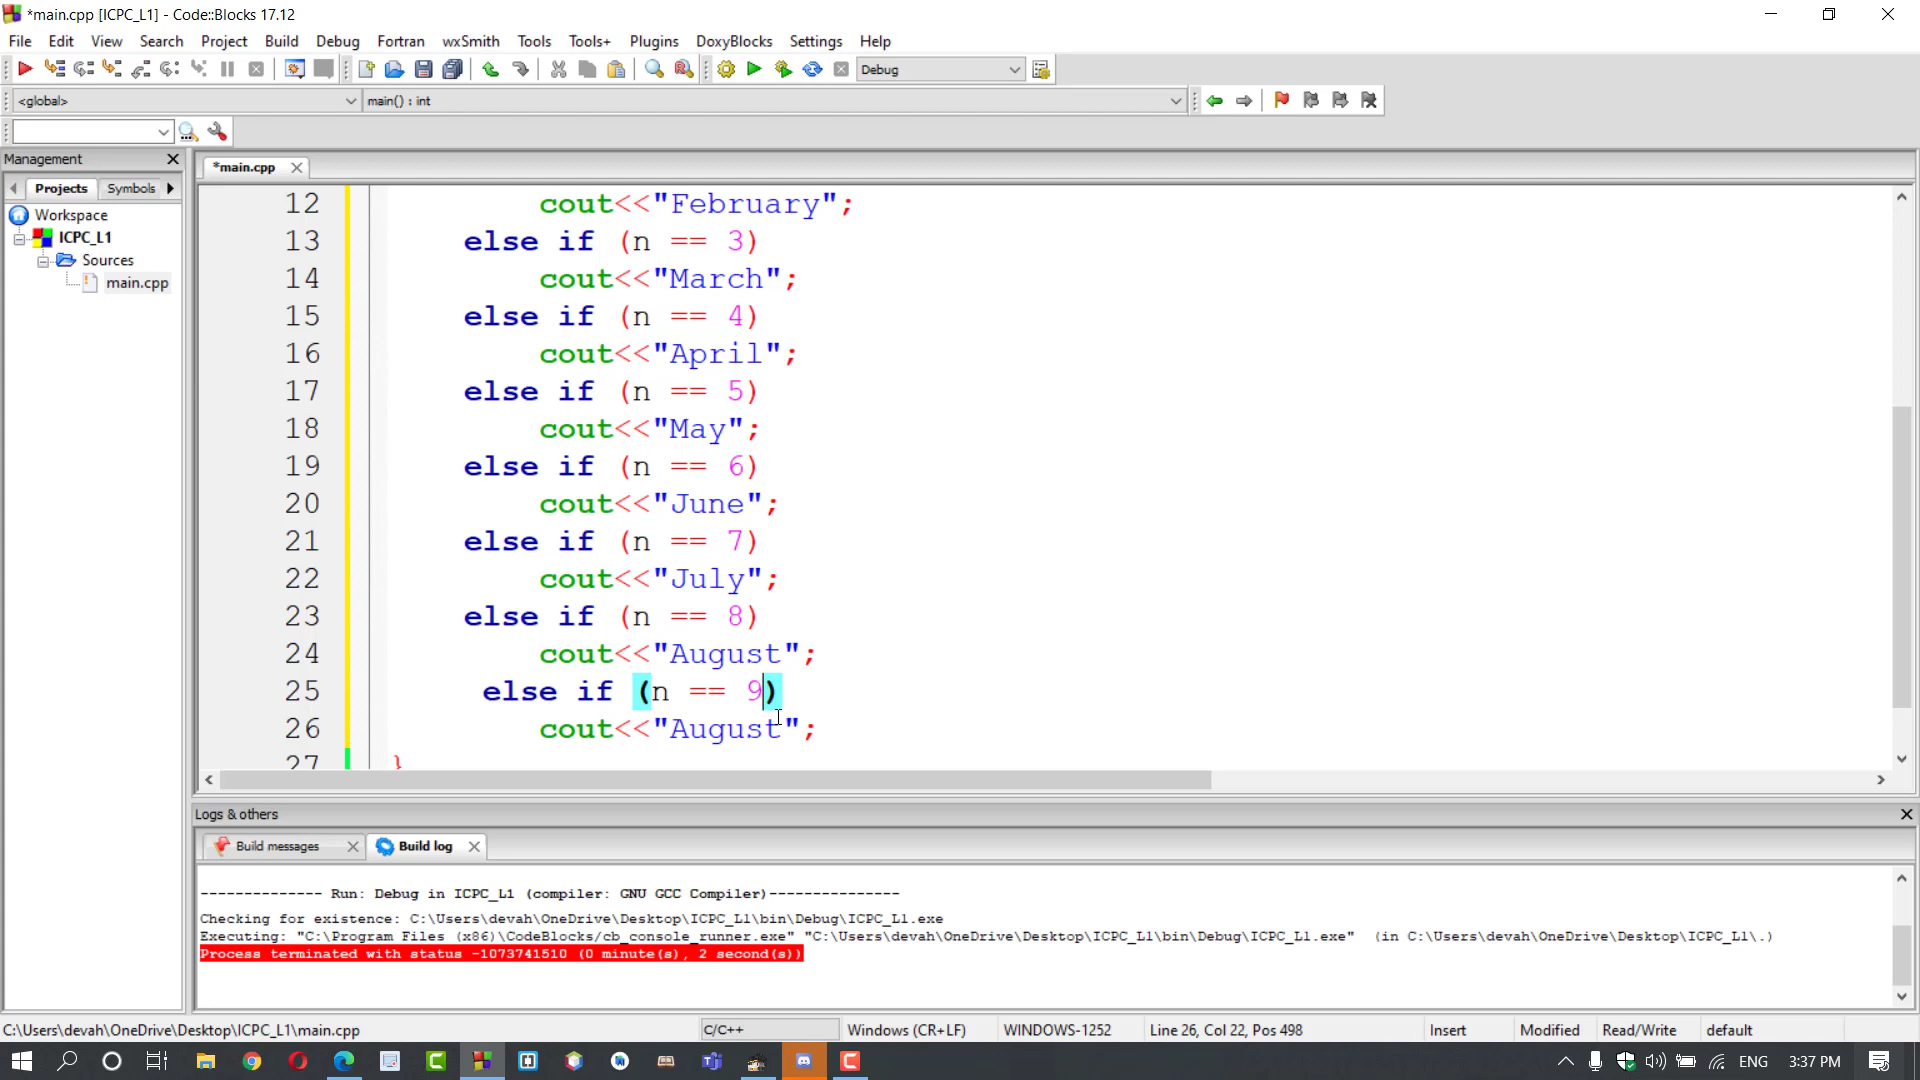 *main.cpp [ICPC_L1] - Code::Blocks 17.12
File Edit View Search Project Build Debug Fortran wxSmith Tools Tools+ Plugins DoxyBlocks Settings Help
Debug
<global> main() : int
Management
Projects Symbols
Workspace
ICPC_L1
Sources
main.cpp
*main.cpp
12 cout<<"February";
13 else if (n == 3)
14 cout<<"March";
15 else if (n == 4)
16 cout<<"April";
17 else if (n == 5)
18 cout<<"May";
19 else if (n == 6)
20 cout<<"June";
21 else if (n == 7)
22 cout<<"July";
23 else if (n == 8)
24 cout<<"August";
25 else if (n == 9)
26 cout<<"August";
27 }
Logs & others
Build messages Build log
-------------- Run: Debug in ICPC_L1 (compiler: GNU GCC Compiler)---------------
Checking for existence: C:\Users\devah\OneDrive\Desktop\ICPC_L1\bin\Debug\ICPC_L1.exe
Executing: "C:\Program Files (x86)\CodeBlocks/cb_console_runner.exe" "C:\Users\devah\OneDrive\Desktop\ICPC_L1\bin\Debug\ICPC_L1.exe"  (in C:\Users\devah\OneDrive\Desktop\ICPC_L1\.)
Process terminated with status -1073741510 (0 minute(s), 2 second(s))
C:\Users\devah\OneDrive\Desktop\ICPC_L1\main.cpp C/C++ Windows (CR+LF) WINDOWS-1252 Line 26, Col 22, Pos 498 Insert Modified Read/Write default
ENG 3:37 PM